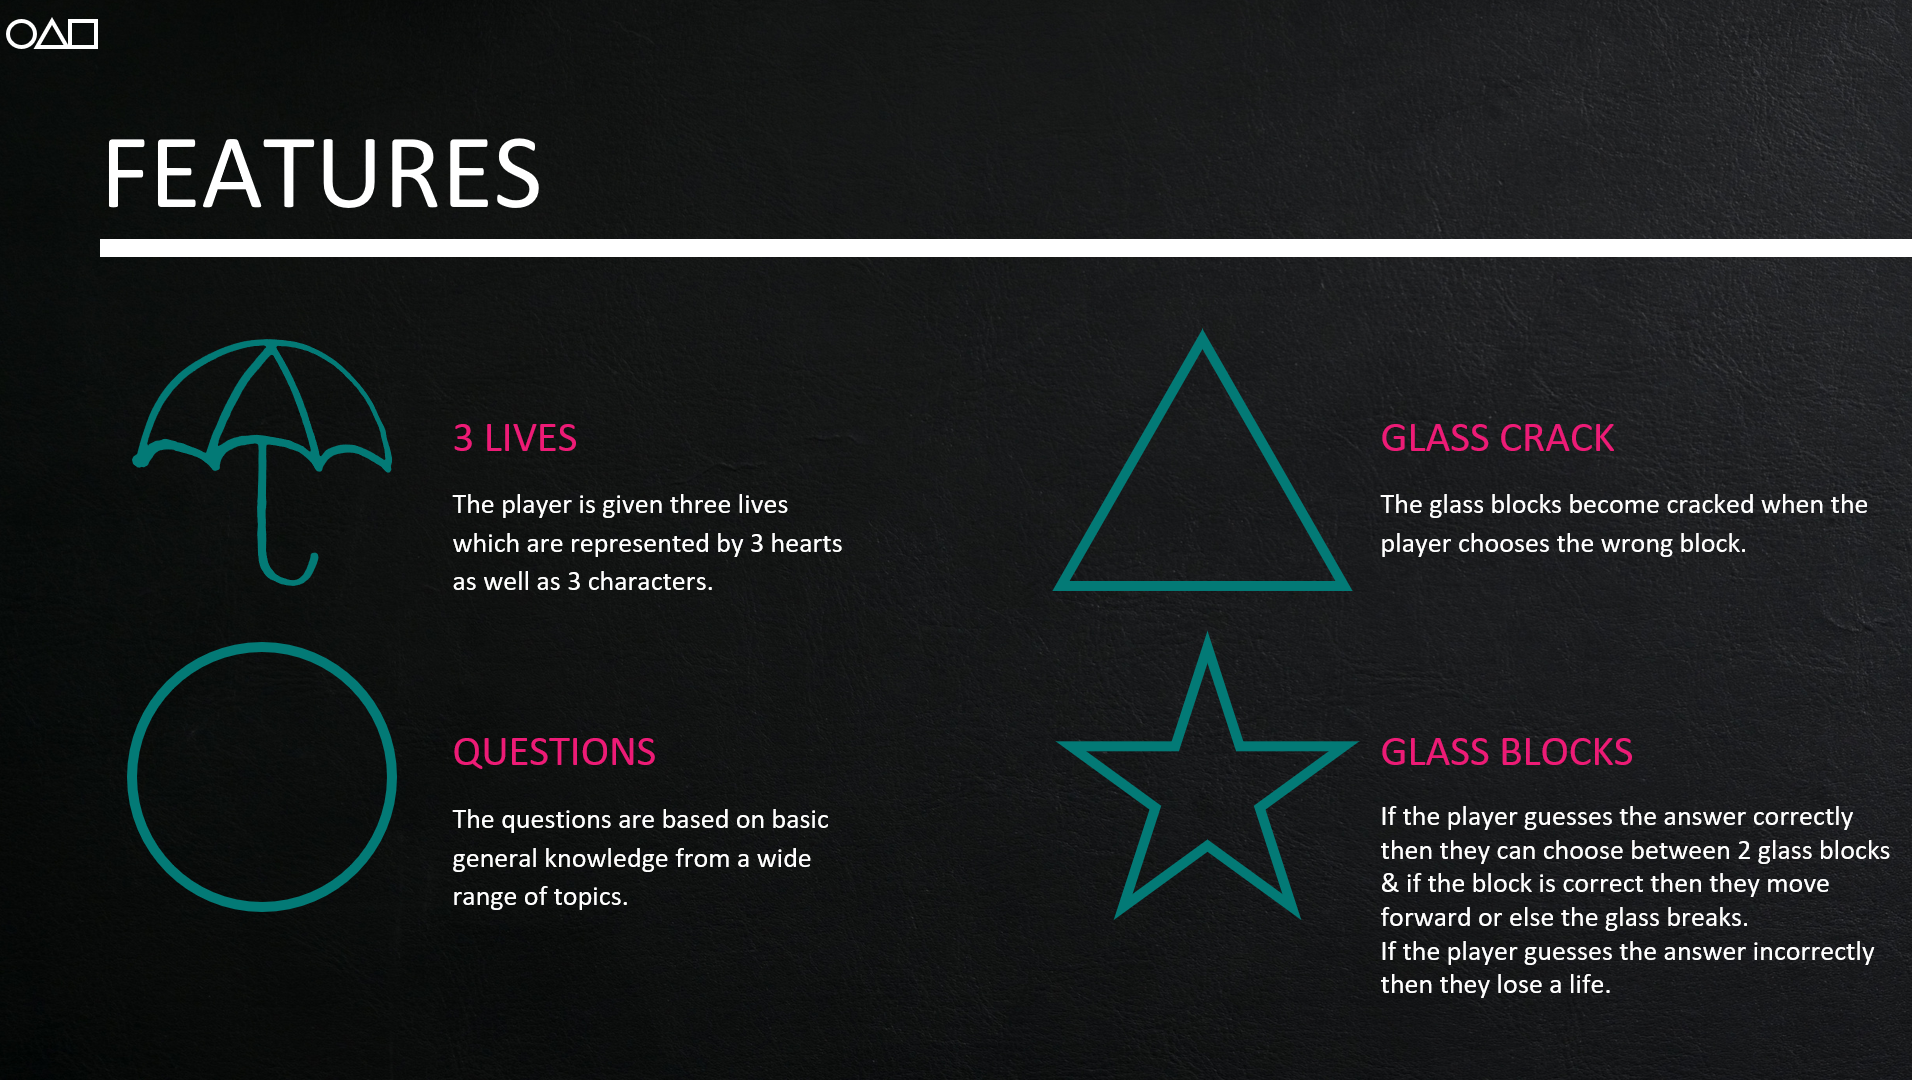 FEATURES
3 LIVES
The player is given three lives
which are represented by 3 hearts
as well as 3 characters.
GLASS CRACK
The glass blocks become cracked when the
player chooses the wrong block.
QUESTIONS
The questions are based on basic
general knowledge from a wide
range of topics.
GLASS BLOCKS
If the player guesses the answer correctly
then they can choose between 2 glass blocks
& if the block is correct then they move
forward or else the glass breaks.
If the player guesses the answer incorrectly
then they lose a life.